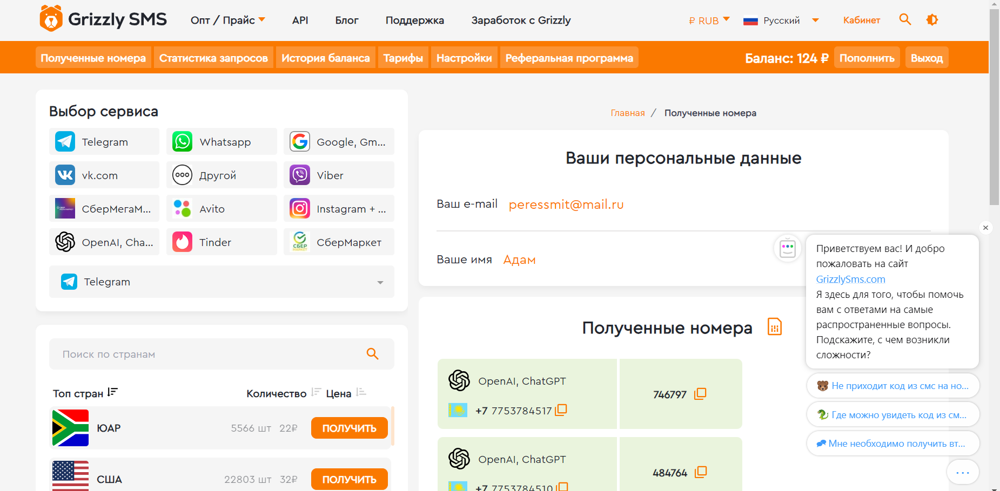 Grizzly SMS
Опт / Прайс
API
Блог
Поддержка
Заработок с Grizzly
₽ RUB
Русский
Кабинет
Полученные номера
Статистика запросов
История баланса
Тарифы
Настройки
Реферальная программа
Баланс: 124 ₽
Пополнить
Выход
Выбор сервиса
Telegram
Whatsapp
Google, Gm...
vk.com
Другой
Viber
СберМегаМ...
Avito
Instagram + ...
OpenAI, Cha...
Tinder
СБЕР
МАРКЕТ
СберМаркет
Telegram
Поиск по странам
Топ стран
Количество
Цена
ЮАР
5566 шт
22₽
ПОЛУЧИТЬ
США
22803 шт
32₽
ПОЛУЧИТЬ
Главная / Полученные номера
Ваши персональные данные
Ваш e-mail peressmit@mail.ru
Ваше имя Адам
Полученные номера
OpenAI, ChatGPT
+7 7753784517
746797
OpenAI, ChatGPT
+7 7753784510
484764
Приветствуем вас! И добро
пожаловать на сайт
GrizzlySms.com
Я здесь для того, чтобы помочь
вам с ответами на самые
распространенные вопросы.
Подскажите, с чем возникли
сложности?
Не приходит код из смс на но...
Где можно увидеть код из см...
Мне необходимо получить вт...